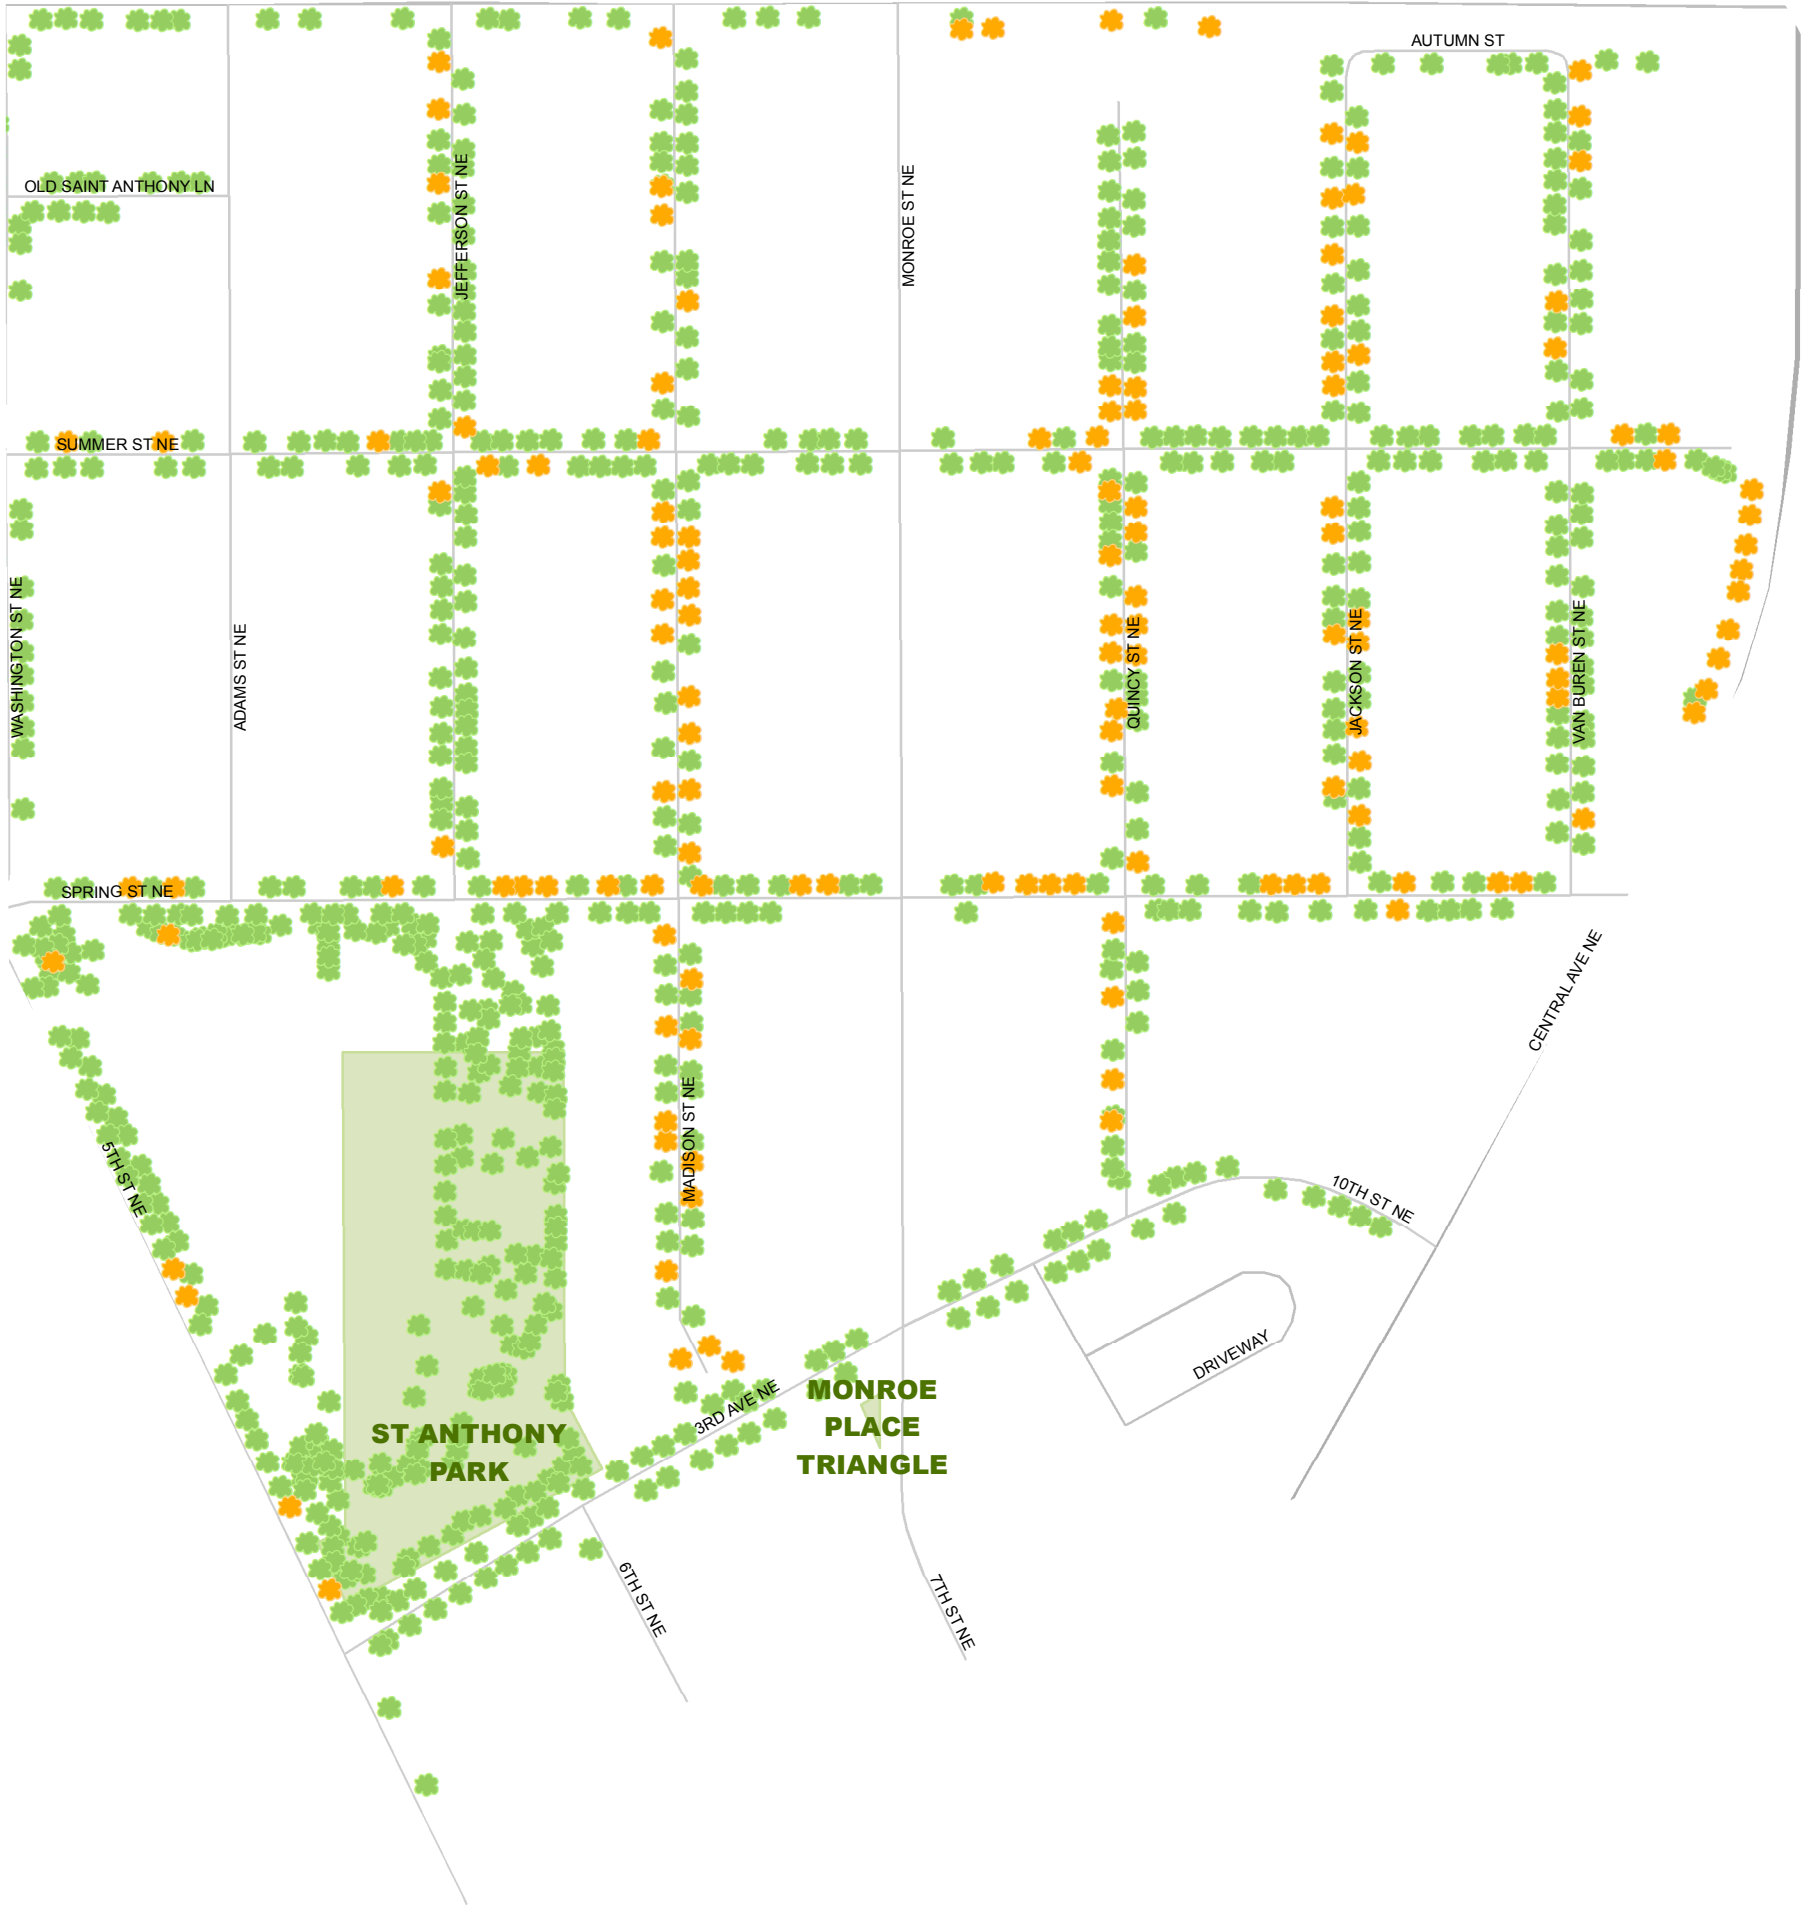 AUTUMN ST
OLD SAINT ANTHONY LN
JEFFERSON ST NE
MONROE ST NE
SUMMER ST NE
WASHINGTON ST NE
ADAMS ST NE
QUINCY ST NE
JACKSON ST NE
VAN BUREN ST NE
SPRING ST NE
CENTRAL AVE NE
MADISON ST NE
5TH ST NE
10TH ST NE
DRIVEWAY
3RD AVE NE
MONROE
PLACE
TRIANGLE
ST ANTHONY
PARK
6TH ST NE
7TH ST NE